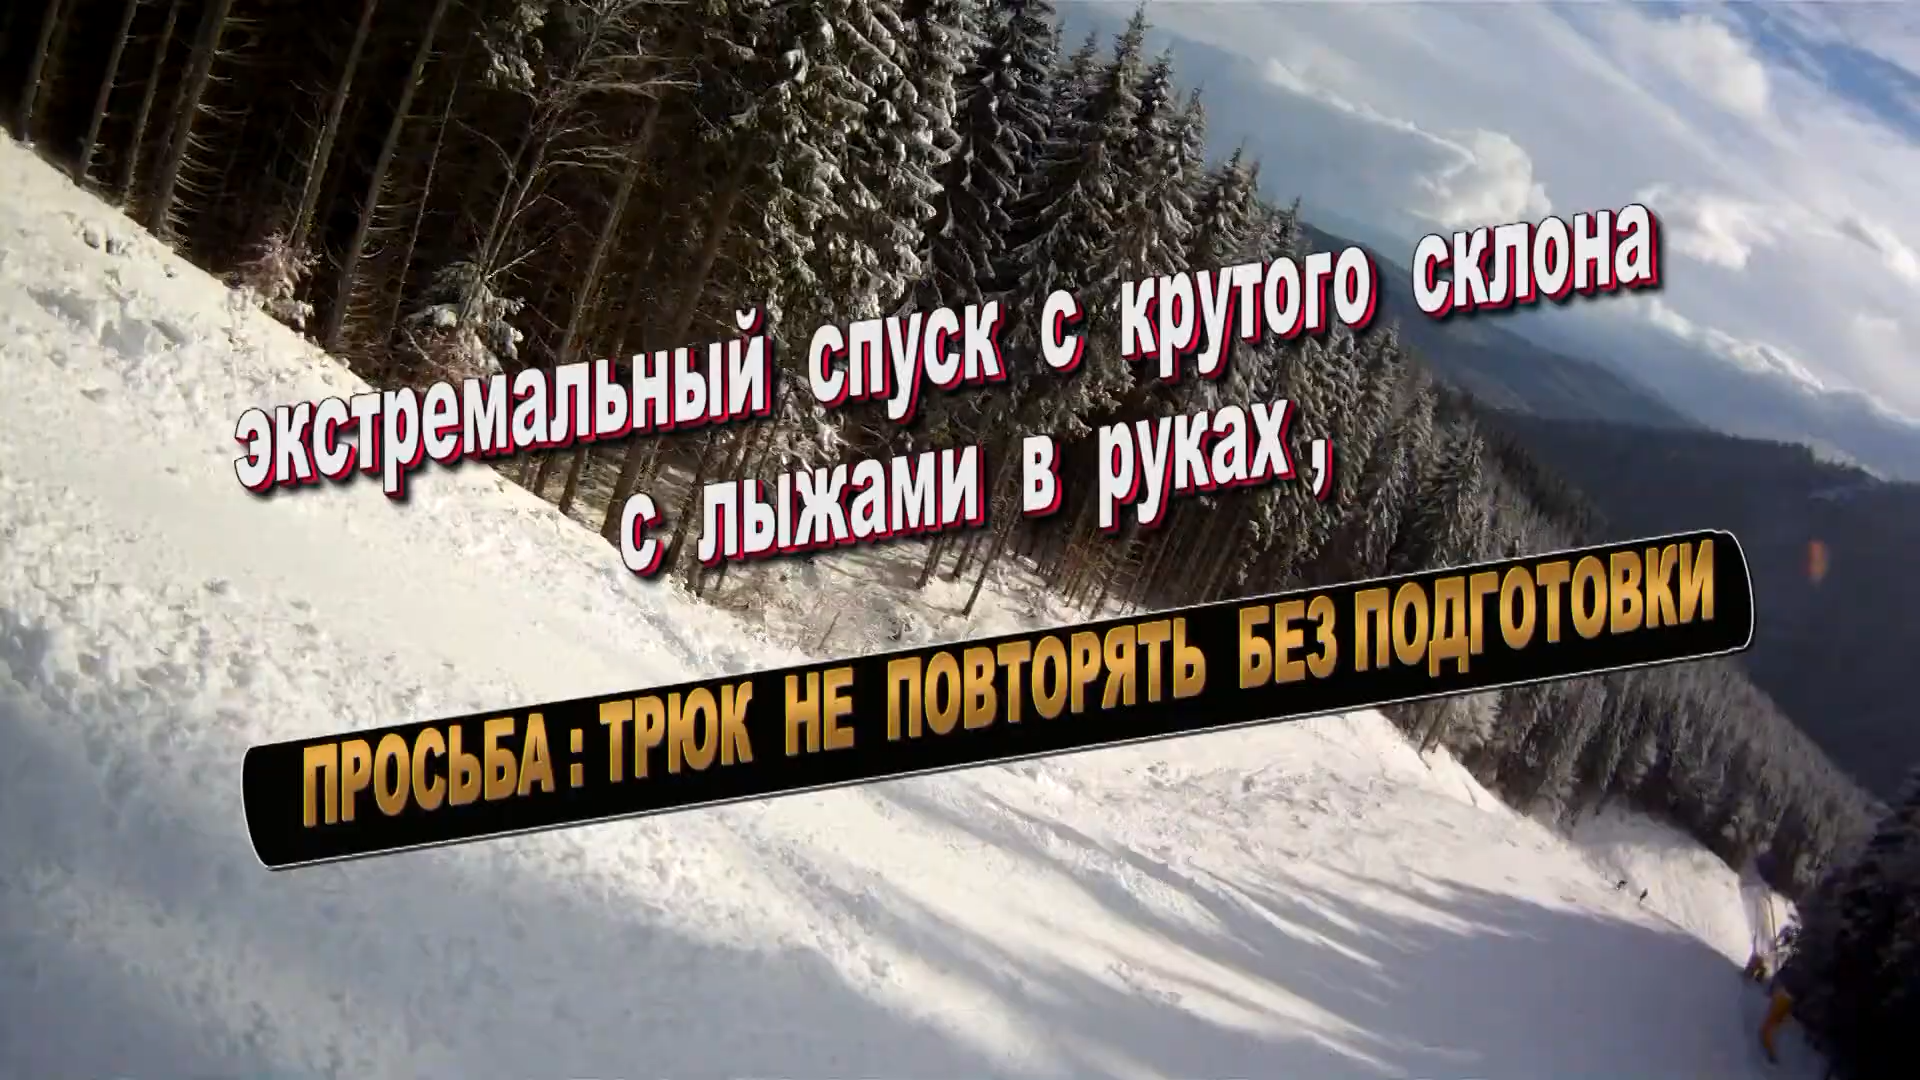 экстремальный спуск с крутого склона
с лыжами в руках,
ПРОСЬБА : ТРЮК НЕ ПОВТОРЯТЬ БЕЗ ПОДГОТОВКИ